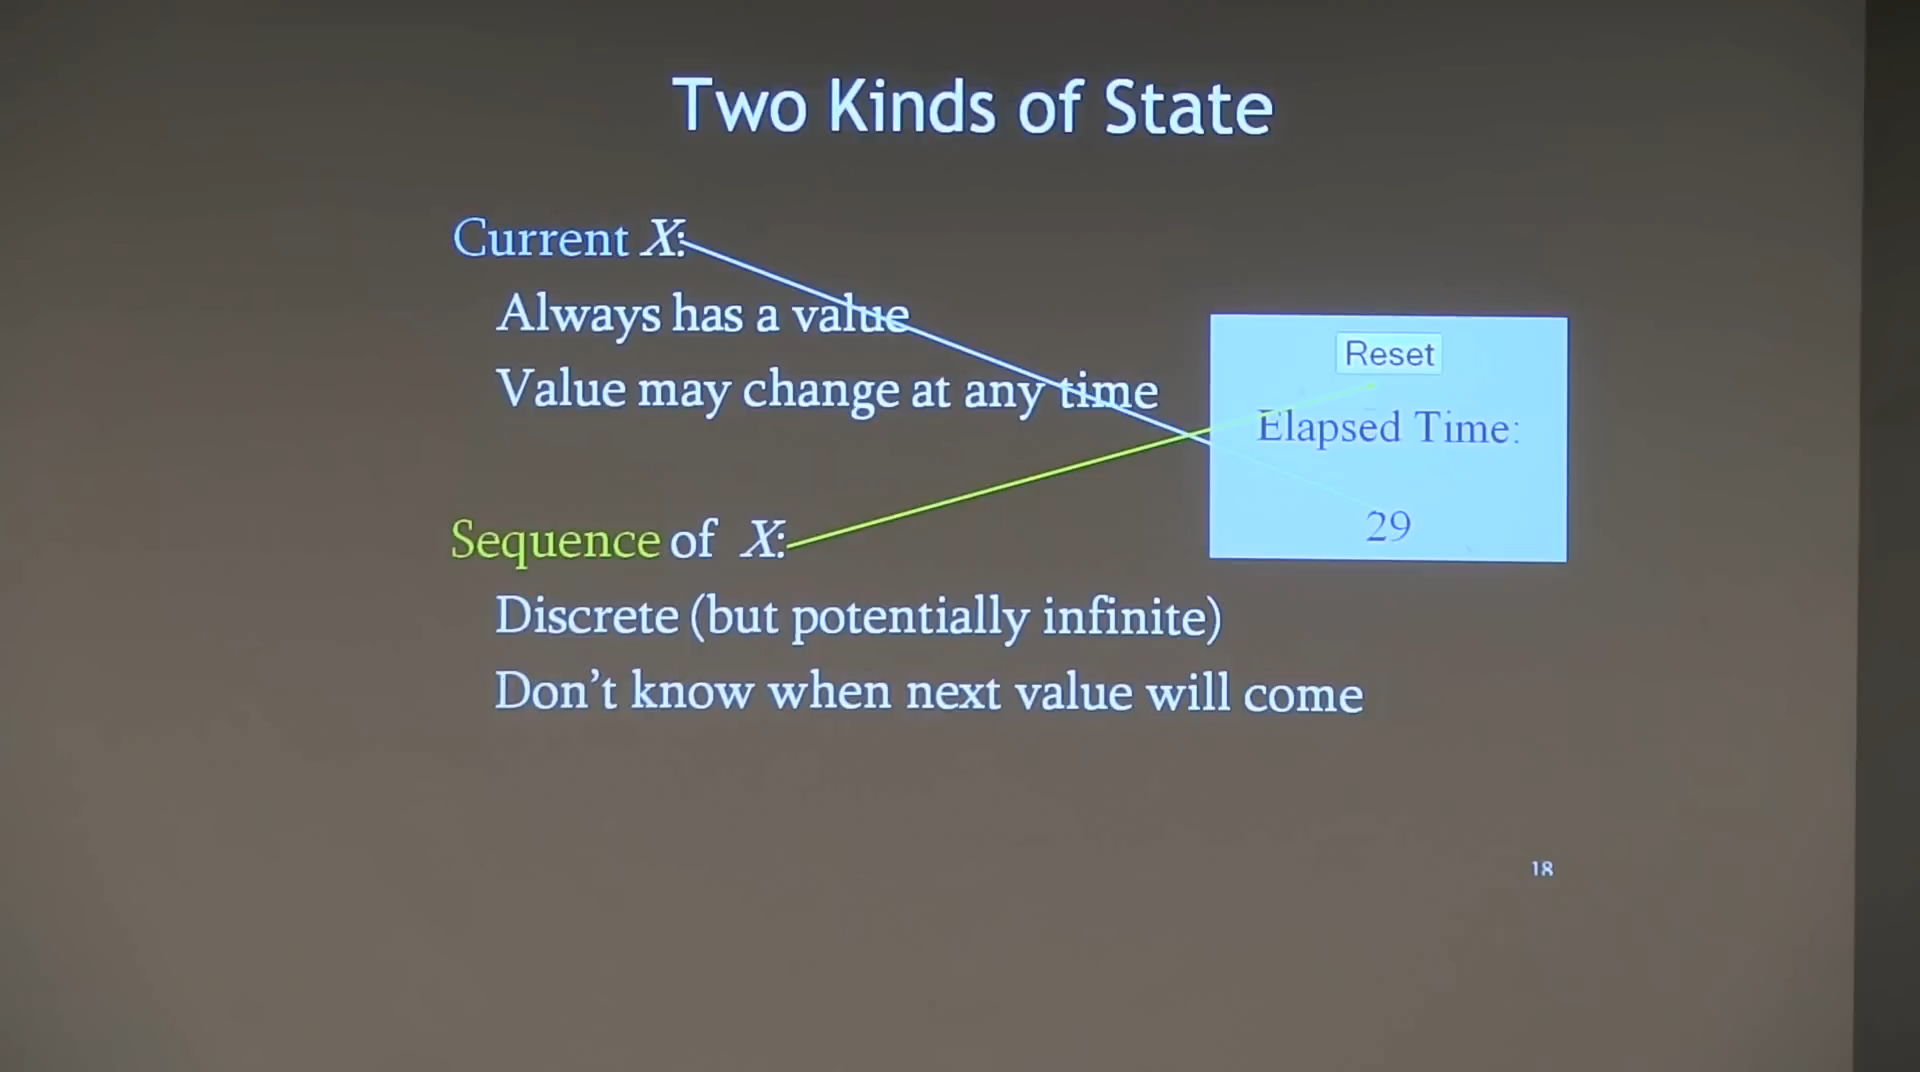 Two Kinds of State
Current X:
Always has a value
Value may change at any time
Reset
Elapsed Time:
29
Sequence of X:
Discrete (but potentially infinite)
Don't know when next value will come
18